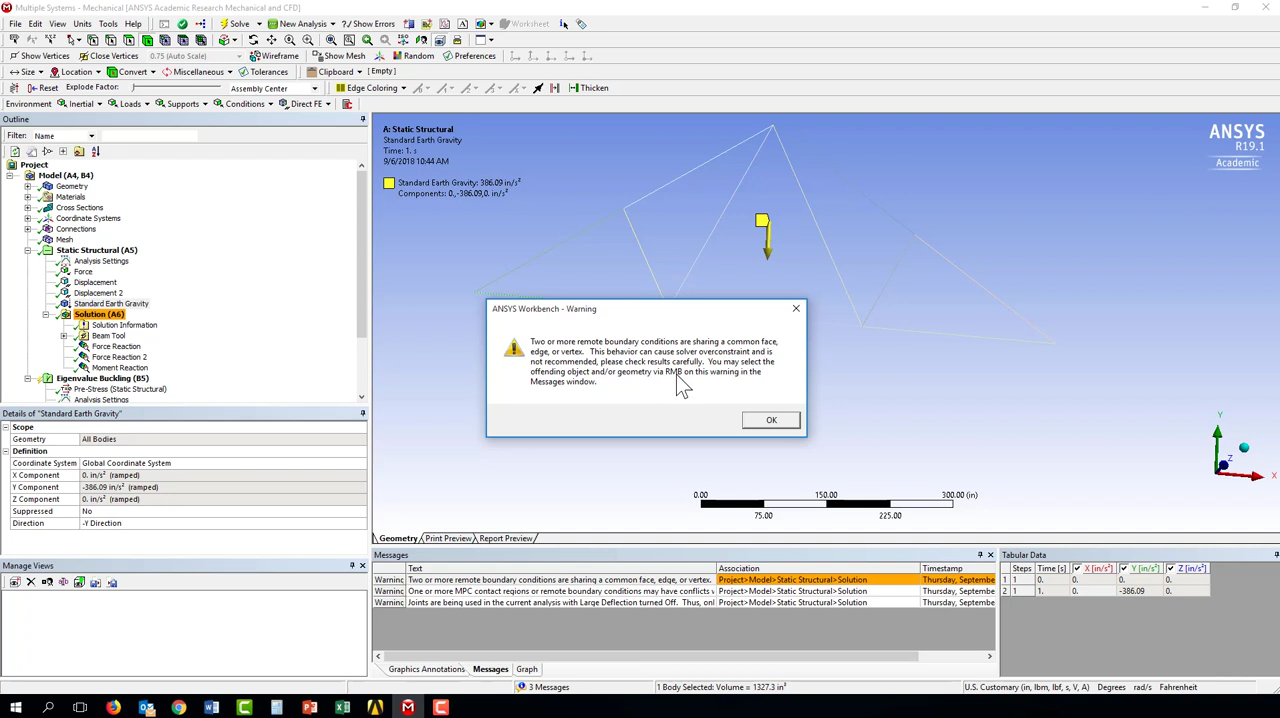 Multiple Systems - Mechanical [ANSYS Academic Research Mechanical and CFD]
File Edit View Units Tools Help Solve New Analysis ?/Show Errors Worksheet
Show Vertices Close Vertices 0.75 (Auto Scale) Wireframe Show Mesh Random Preferences
Size Location Convert Miscellaneous Tolerances Clipboard [Empty]
Reset Explode Factor: Assembly Center Edge Coloring Thicken
Environment Inertial Loads Supports Conditions Direct FE
Outline
Filter: Name
Project
Model (A4, B4)
Geometry
Materials
Cross Sections
Coordinate Systems
Connections
Mesh
Static Structural (A5)
Analysis Settings
Force
Displacement
Displacement 2
Standard Earth Gravity
Solution (A6)
Solution Information
Beam Tool
Force Reaction
Force Reaction 2
Moment Reaction
Eigenvalue Buckling (B5)
Pre-Stress (Static Structural)
Analysis Settings
Details of "Standard Earth Gravity"
Scope
Geometry All Bodies
Definition
Coordinate System Global Coordinate System
X Component 0. in/s² (ramped)
Y Component -386.09 in/s² (ramped)
Z Component 0. in/s² (ramped)
Suppressed No
Direction -Y Direction
Manage Views
A: Static Structural
Standard Earth Gravity
Time: 1. s
9/6/2018 10:44 AM
Standard Earth Gravity: 386.09 in/s²
Components: 0.,-386.09,0. in/s²
ANSYS
R19.1
Academic
ANSYS Workbench - Warning
Two or more remote boundary conditions are sharing a common face,
edge, or vertex. This behavior can cause solver overconstraint and is
not recommended, please check results carefully. You may select the
offending object and/or geometry via RMB on this warning in the
Messages window.
OK
Y
Z
X
0.00 150.00 300.00 (in)
75.00 225.00
Geometry Print Preview Report Preview
Messages
Text Association Timestamp
Warning Two or more remote boundary conditions are sharing a common face, edge, or vertex. Project>Model>Static Structural>Solution Thursday, Septembe
Warning One or more MPC contact regions or remote boundary conditions may have conflicts w Project>Model>Static Structural>Solution Thursday, Septembe
Warning Joints are being used in the current analysis with Large Deflection turned Off. Thus, onl Project>Model>Static Structural>Solution Thursday, Septembe
Graphics Annotations Messages Graph
Tabular Data
Steps Time [s] X [in/s²] Y [in/s²] Z [in/s²]
1 1 0. 0. 0. 0.
2 1 1. 0. -386.09 0.
3 Messages 1 Body Selected: Volume = 1327.3 in³ U.S. Customary (in, lbm, lbf, s, V, A) Degrees rad/s Fahrenheit